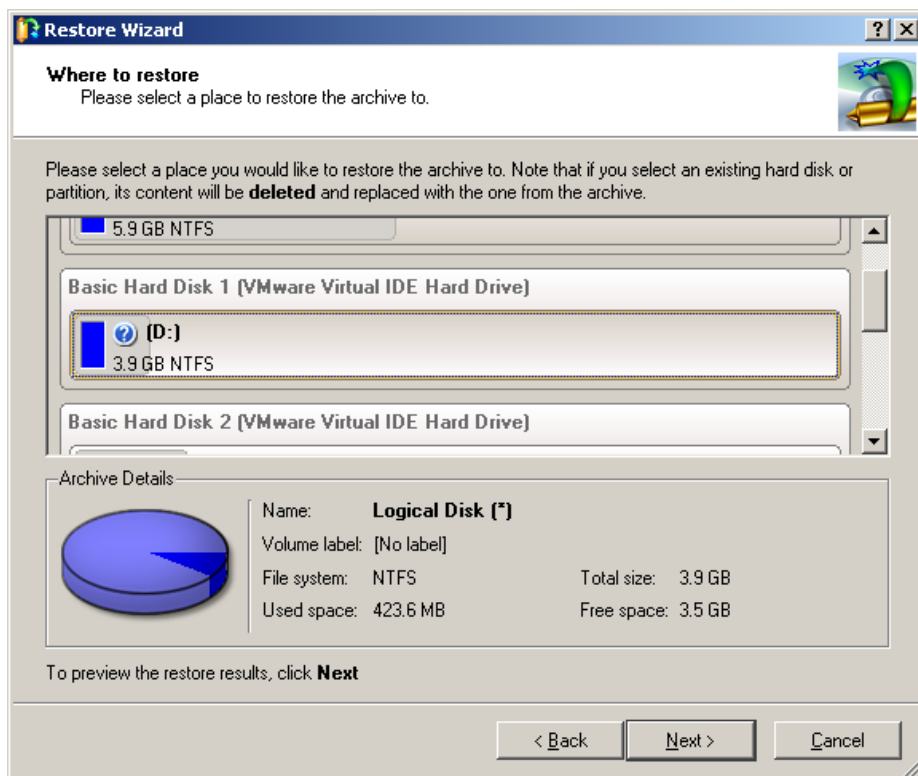 Restore Wizard
Where to restore
Please select a place to restore the archive to.
Please select a place you would like to restore the archive to. Note that if you select an existing hard disk or
partition, its content will be deleted and replaced with the one from the archive.
5.9 GB NTFS
Basic Hard Disk 1 (VMware Virtual IDE Hard Drive)
(D:)
3.9 GB NTFS
Basic Hard Disk 2 (VMware Virtual IDE Hard Drive)
Archive Details
Name: Logical Disk (*)
Volume label: [No label]
File system: NTFS Total size: 3.9 GB
Used space: 423.6 MB Free space: 3.5 GB
To preview the restore results, click Next
< Back Next > Cancel